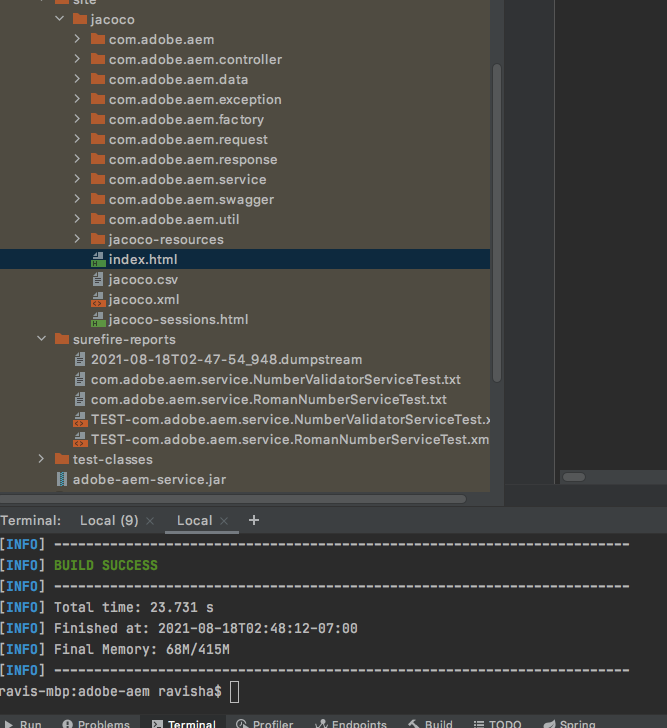 site
jacoco
com.adobe.aem
com.adobe.aem.controller
com.adobe.aem.data
com.adobe.aem.exception
com.adobe.aem.factory
com.adobe.aem.request
com.adobe.aem.response
com.adobe.aem.service
com.adobe.aem.swagger
com.adobe.aem.util
jacoco-resources
index.html
jacoco.csv
jacoco.xml
jacoco-sessions.html
surefire-reports
2021-08-18T02-47-54_948.dumpstream
com.adobe.aem.service.NumberValidatorServiceTest.txt
com.adobe.aem.service.RomanNumberServiceTest.txt
TEST-com.adobe.aem.service.NumberValidatorServiceTest.x
TEST-com.adobe.aem.service.RomanNumberServiceTest.xm
test-classes
adobe-aem-service.jar
Terminal: Local (9) × Local × +
[INFO] ------------------------------------------------------------------------
[INFO] BUILD SUCCESS
[INFO] ------------------------------------------------------------------------
[INFO] Total time: 23.731 s
[INFO] Finished at: 2021-08-18T02:48:12-07:00
[INFO] Final Memory: 68M/415M
[INFO] ------------------------------------------------------------------------
ravis-mbp:adobe-aem ravisha$
Run Problems Terminal Profiler Endpoints Build TODO Spring